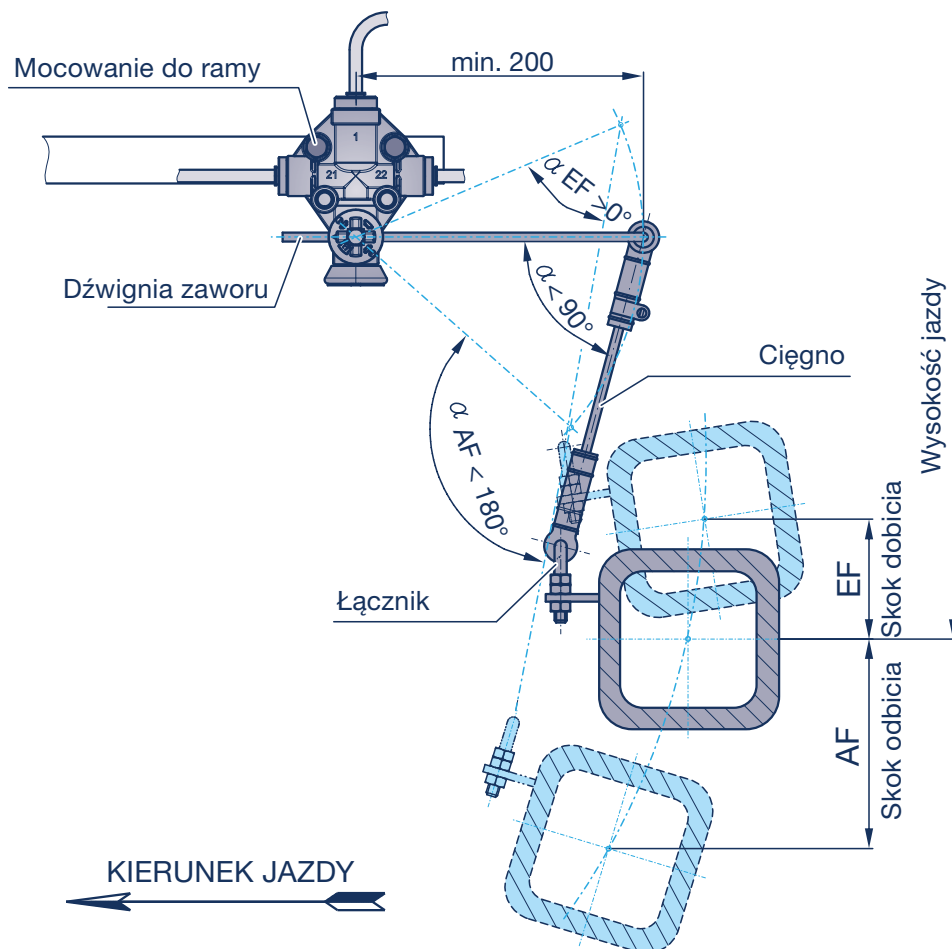 Mocowanie do ramy
min. 200
1
21
22
α EF >0°
Dźwignia zaworu
α < 90°
Cięgno
Wysokość jazdy
α AF < 180°
Łącznik
EF
Skok dobicia
AF
Skok odbicia
KIERUNEK JAZDY